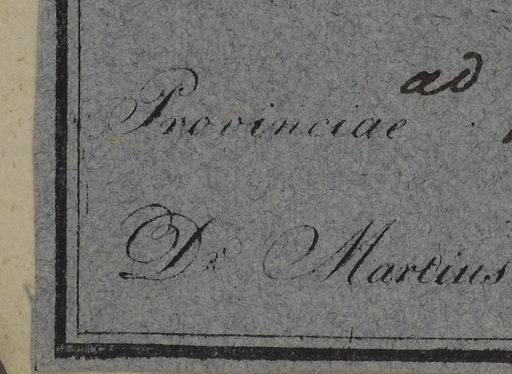 Provinciae ad
Dr Martius